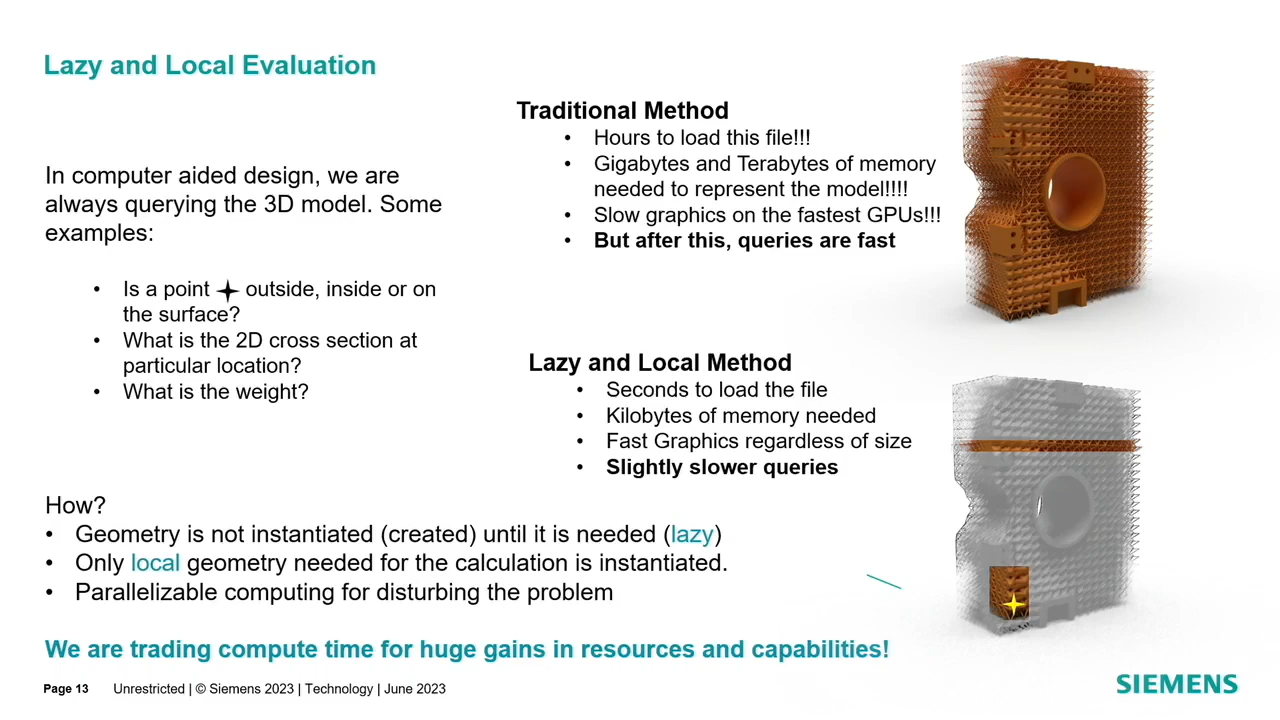 Lazy and Local Evaluation
In computer aided design, we are
always querying the 3D model. Some
examples:
• Is a point outside, inside or on
the surface?
• What is the 2D cross section at
particular location?
• What is the weight?
Traditional Method
• Hours to load this file!!!
• Gigabytes and Terabytes of memory
needed to represent the model!!!!
• Slow graphics on the fastest GPUs!!!
• But after this, queries are fast
Lazy and Local Method
• Seconds to load the file
• Kilobytes of memory needed
• Fast Graphics regardless of size
• Slightly slower queries
How?
• Geometry is not instantiated (created) until it is needed (lazy)
• Only local geometry needed for the calculation is instantiated.
• Parallelizable computing for disturbing the problem
We are trading compute time for huge gains in resources and capabilities!
Page 13 Unrestricted | © Siemens 2023 | Technology | June 2023
SIEMENS